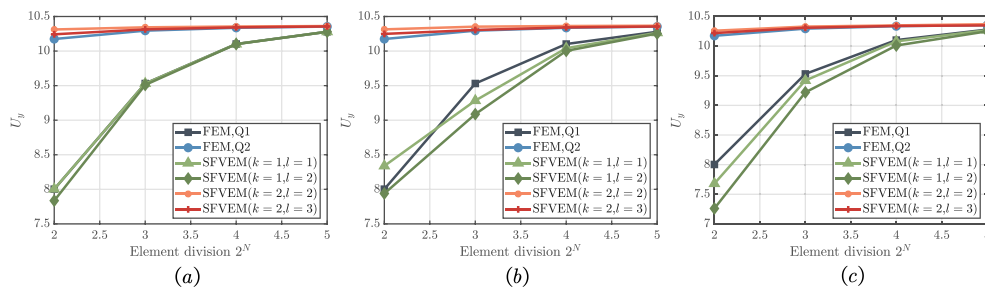 10.5
10
9.5
9
8.5
8
7.5
U_y
2 2.5 3 3.5 4 4.5 5
Element division 2^N
FEM,Q1
FEM,Q2
SFVEM(k = 1,l = 1)
SFVEM(k = 1,l = 2)
SFVEM(k = 2,l = 2)
SFVEM(k = 2,l = 3)
(a)
10.5
10
9.5
9
8.5
8
7.5
U_y
2 2.5 3 3.5 4 4.5 5
Element division 2^N
FEM,Q1
FEM,Q2
SFVEM(k = 1,l = 1)
SFVEM(k = 1,l = 2)
SFVEM(k = 2,l = 2)
SFVEM(k = 2,l = 3)
(b)
10.5
10
9.5
9
8.5
8
7.5
7
U_y
2 2.5 3 3.5 4 4.5
Element division 2^N
FEM,Q1
FEM,Q2
SFVEM(k = 1,l = 1)
SFVEM(k = 1,l = 2)
SFVEM(k = 2,l = 2)
SFVEM(k = 2,l = 3)
(c)